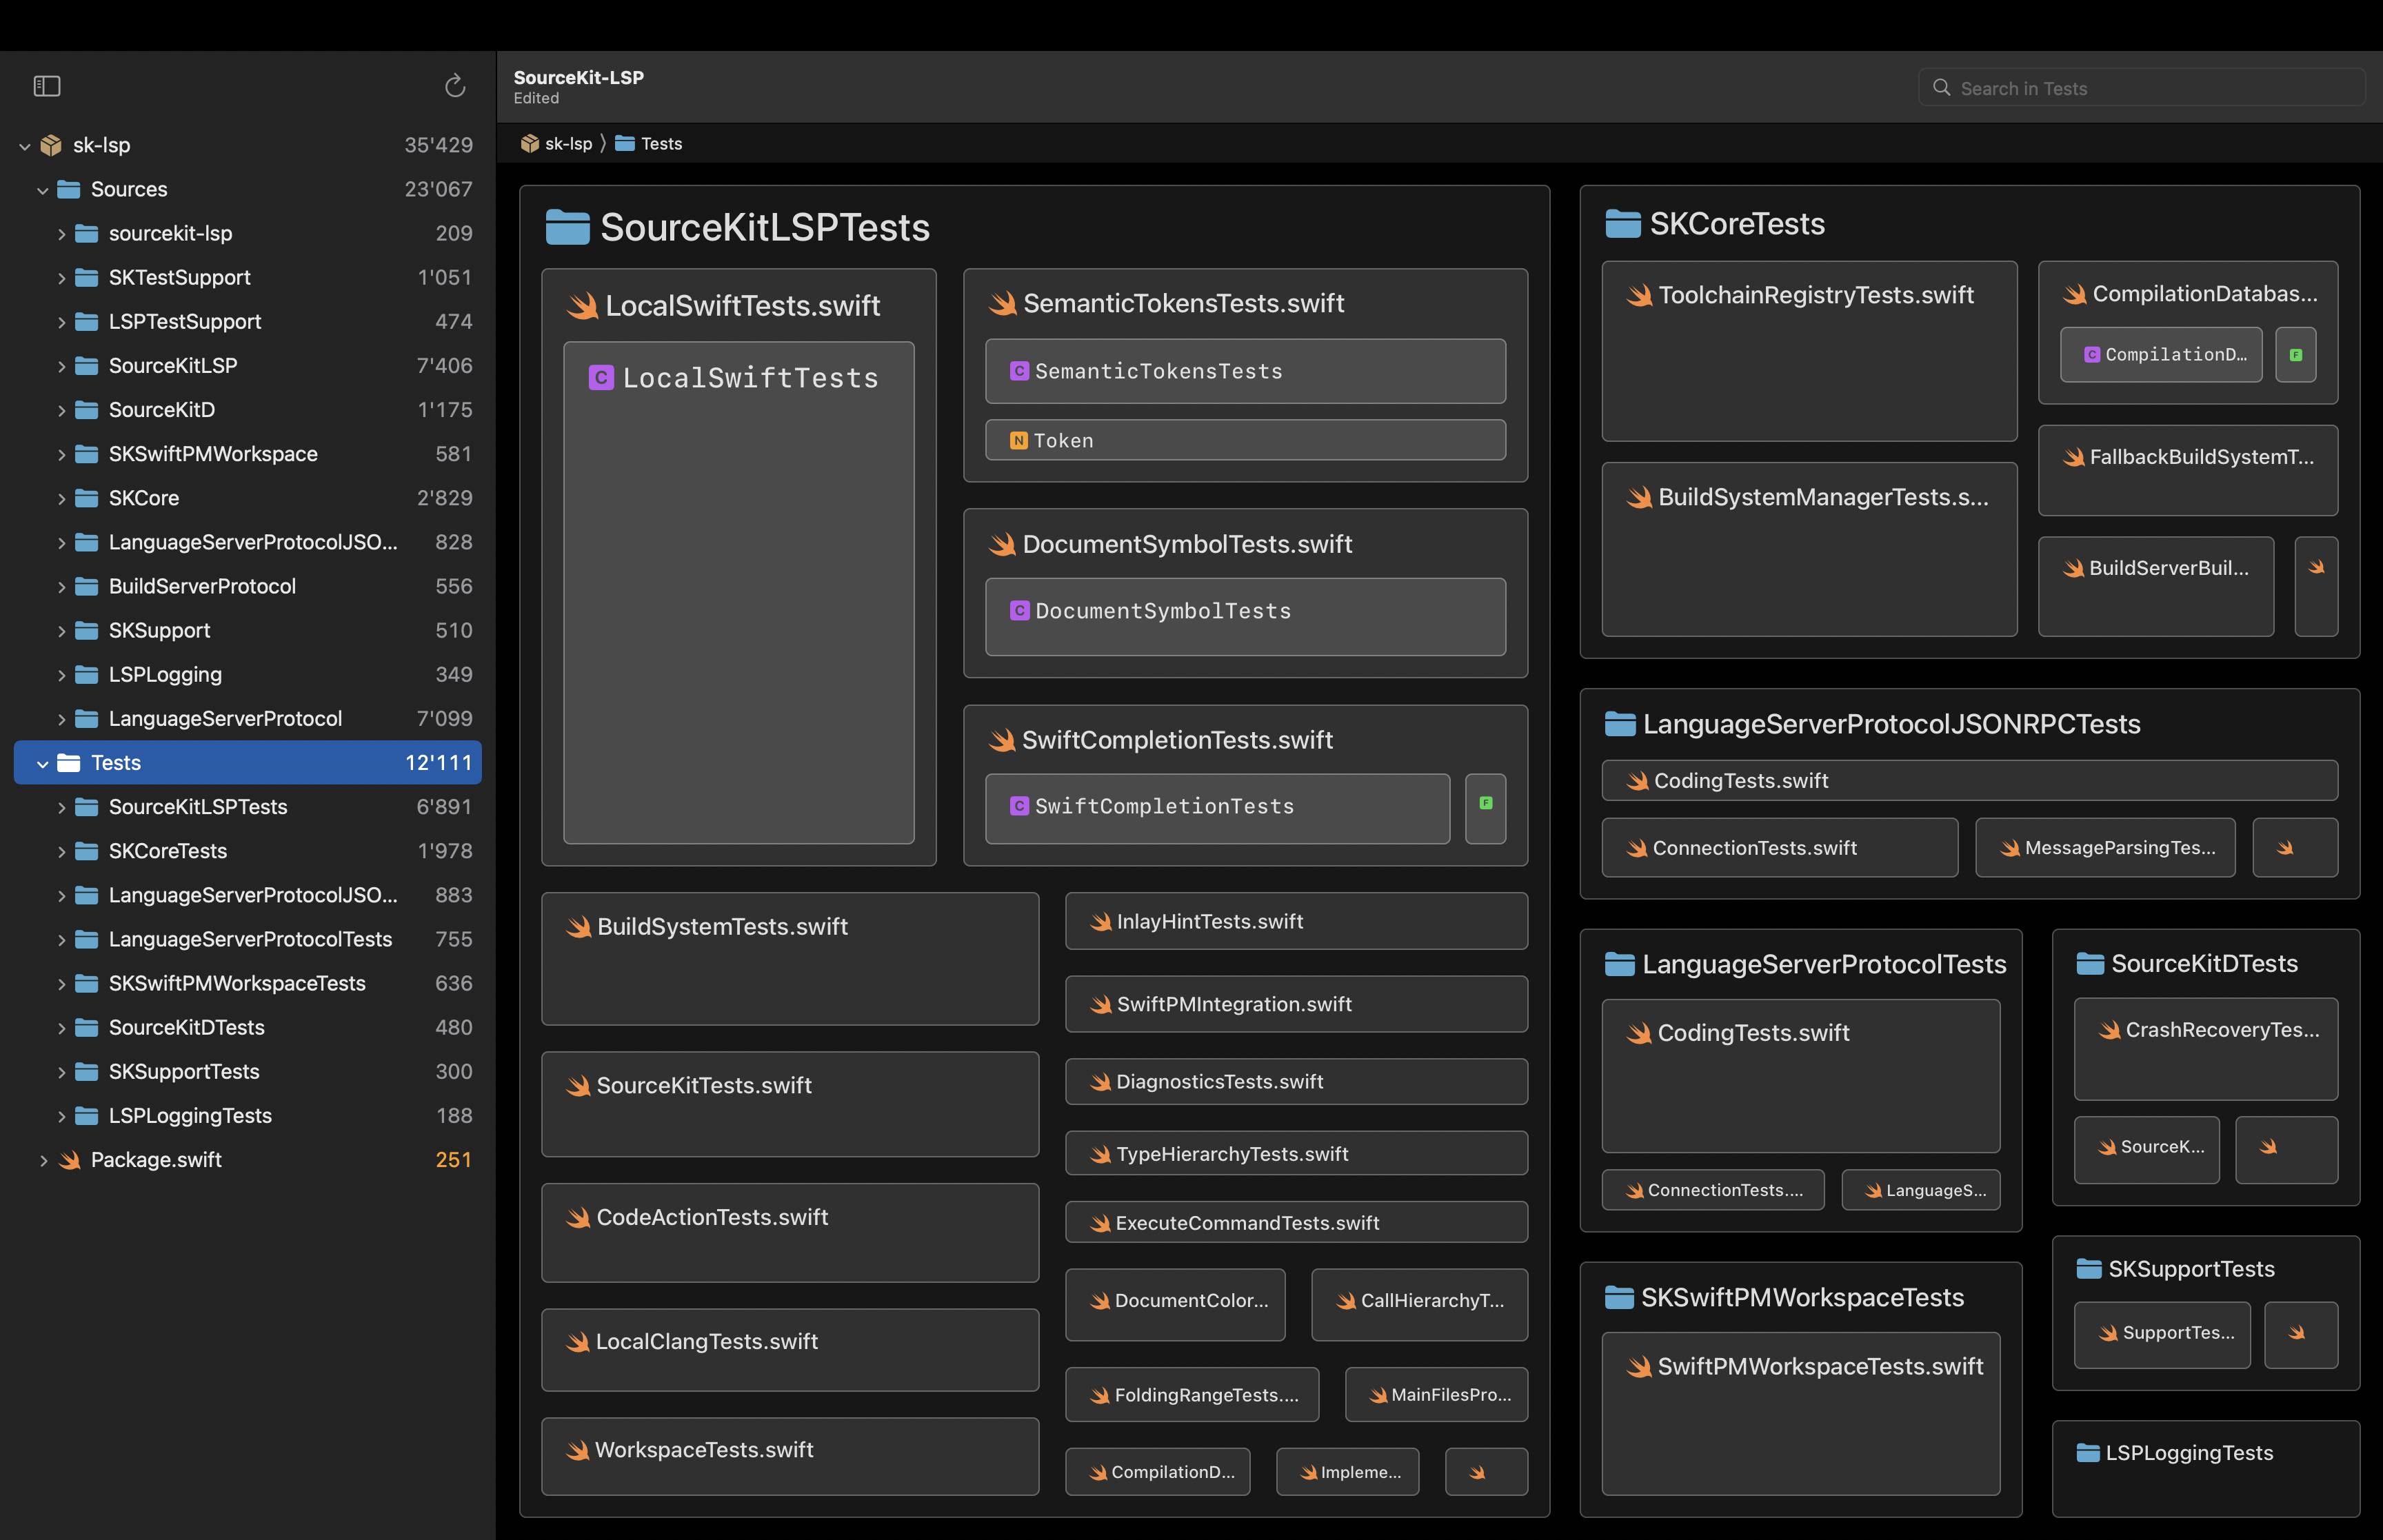 SourceKit-LSP
Edited
Search in Tests
sk-lsp 35'429
Sources 23'067
sourcekit-lsp 209
SKTestSupport 1'051
LSPTestSupport 474
SourceKitLSP 7'406
SourceKitD 1'175
SKSwiftPMWorkspace 581
SKCore 2'829
LanguageServerProtocolJSO... 828
BuildServerProtocol 556
SKSupport 510
LSPLogging 349
LanguageServerProtocol 7'099
Tests 12'111
SourceKitLSPTests 6'891
SKCoreTests 1'978
LanguageServerProtocolJSO... 883
LanguageServerProtocolTests 755
SKSwiftPMWorkspaceTests 636
SourceKitDTests 480
SKSupportTests 300
LSPLoggingTests 188
Package.swift 251
sk-lsp 〉 Tests
SourceKitLSPTests
LocalSwiftTests.swift
C LocalSwiftTests
SemanticTokensTests.swift
C SemanticTokensTests
N Token
DocumentSymbolTests.swift
C DocumentSymbolTests
SwiftCompletionTests.swift
C SwiftCompletionTests
F
BuildSystemTests.swift
SourceKitTests.swift
CodeActionTests.swift
LocalClangTests.swift
WorkspaceTests.swift
InlayHintTests.swift
SwiftPMIntegration.swift
DiagnosticsTests.swift
TypeHierarchyTests.swift
ExecuteCommandTests.swift
DocumentColor...
CallHierarchyT...
FoldingRangeTests....
MainFilesPro...
CompilationD...
Impleme...
SKCoreTests
ToolchainRegistryTests.swift
BuildSystemManagerTests.s...
CompilationDatabas...
C CompilationD...
F
FallbackBuildSystemT...
BuildServerBuil...
LanguageServerProtocolJSONRPCTests
CodingTests.swift
ConnectionTests.swift
MessageParsingTes...
LanguageServerProtocolTests
CodingTests.swift
ConnectionTests....
LanguageS...
SKSwiftPMWorkspaceTests
SwiftPMWorkspaceTests.swift
SourceKitDTests
CrashRecoveryTes...
SourceK...
SKSupportTests
SupportTes...
LSPLoggingTests